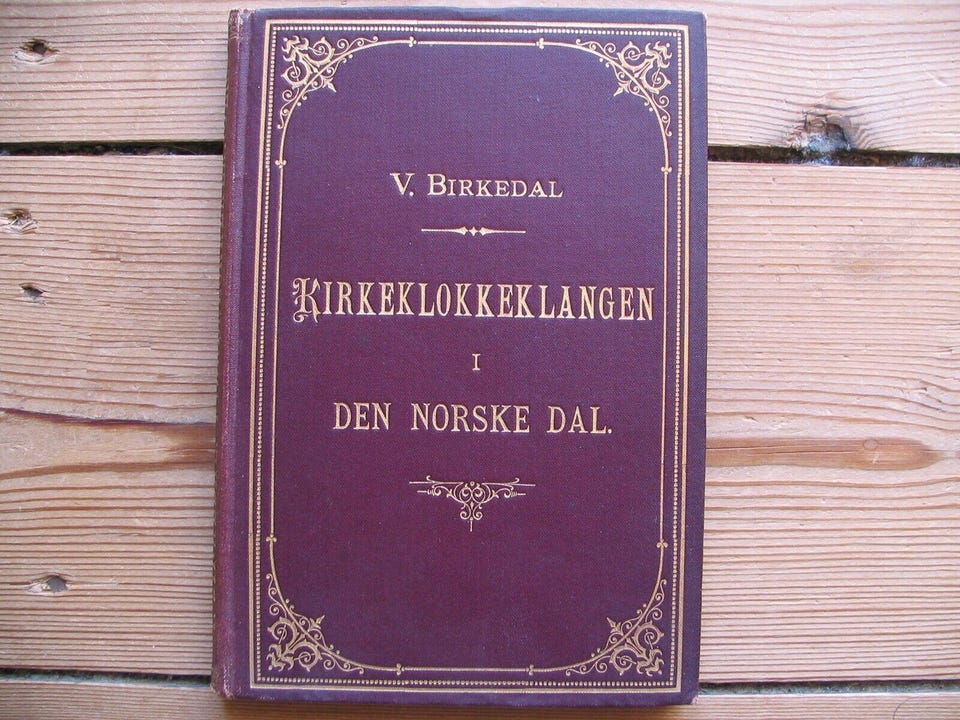 V. BIRKEDAL
KIRKEKLOKKEKLANGEN
I
DEN NORSKE DAL.